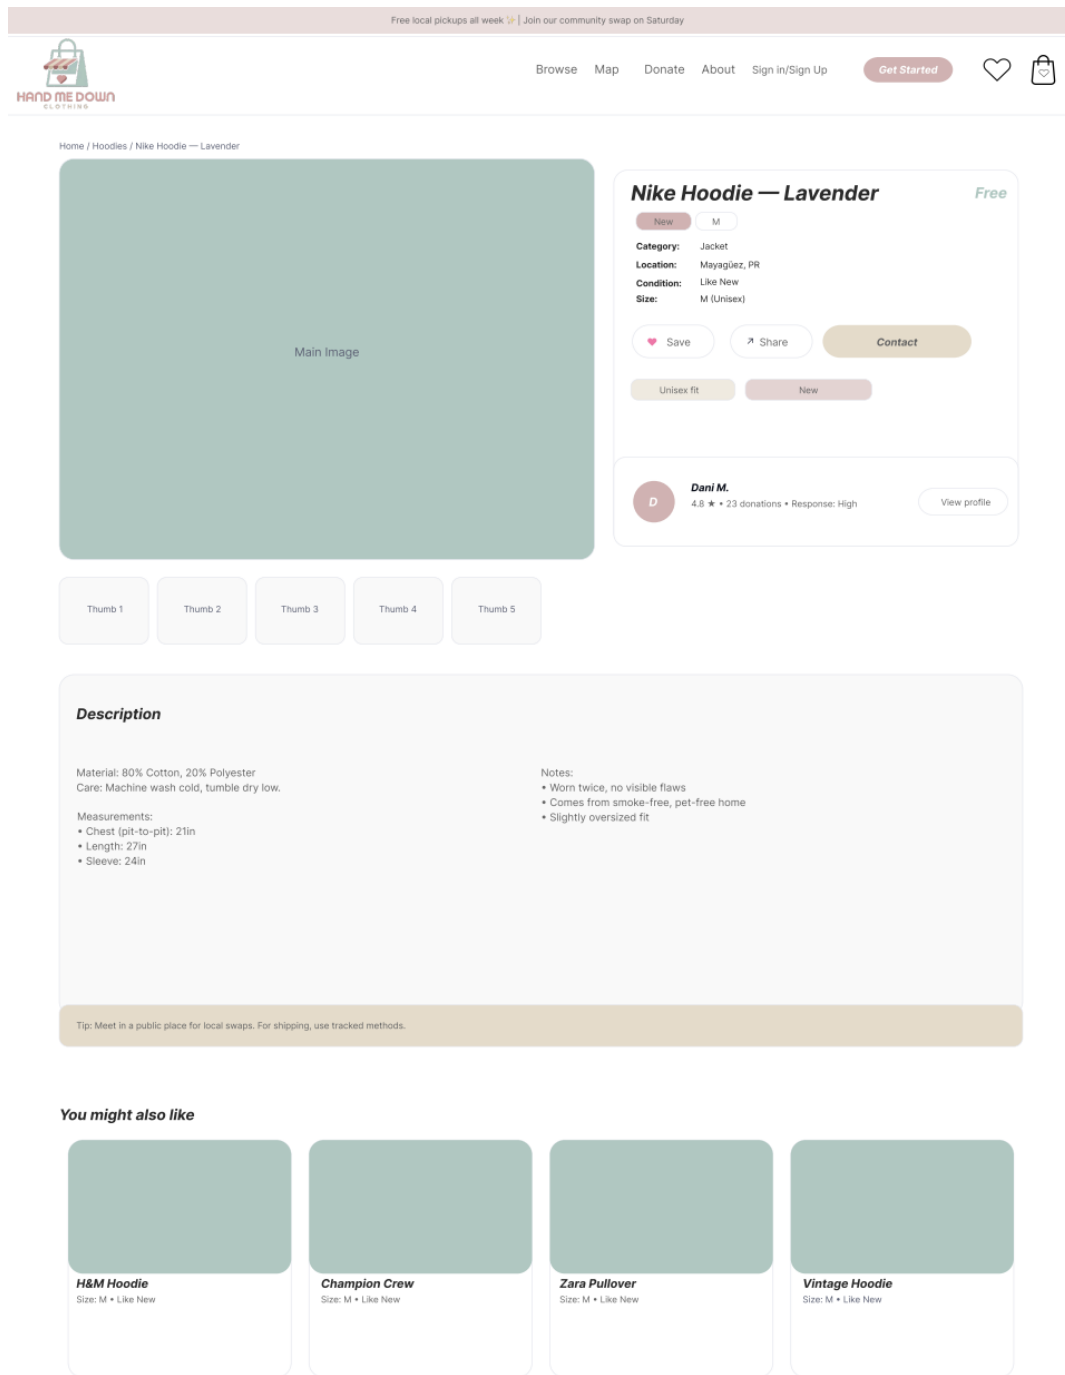 Free local pickups all week ✨ | Join our community swap on Saturday
HAND ME DOWN
CLOTHING
Browse Map Donate About Sign in/Sign Up Get Started
Home / Hoodies / Nike Hoodie — Lavender
Main Image
Nike Hoodie — Lavender Free
New M
Category: Jacket
Location: Mayagüez, PR
Condition: Like New
Size: M (Unisex)
Save ↗ Share Contact
Unisex fit New
D
Dani M.
4.8 ★ • 23 donations • Response: High
View profile
Thumb 1 Thumb 2 Thumb 3 Thumb 4 Thumb 5
Description
Material: 80% Cotton, 20% Polyester
Care: Machine wash cold, tumble dry low.
Measurements:
• Chest (pit-to-pit): 21in
• Length: 27in
• Sleeve: 24in
Notes:
• Worn twice, no visible flaws
• Comes from smoke-free, pet-free home
• Slightly oversized fit
Tip: Meet in a public place for local swaps. For shipping, use tracked methods.
You might also like
H&M Hoodie
Size: M • Like New
Champion Crew
Size: M • Like New
Zara Pullover
Size: M • Like New
Vintage Hoodie
Size: M • Like New